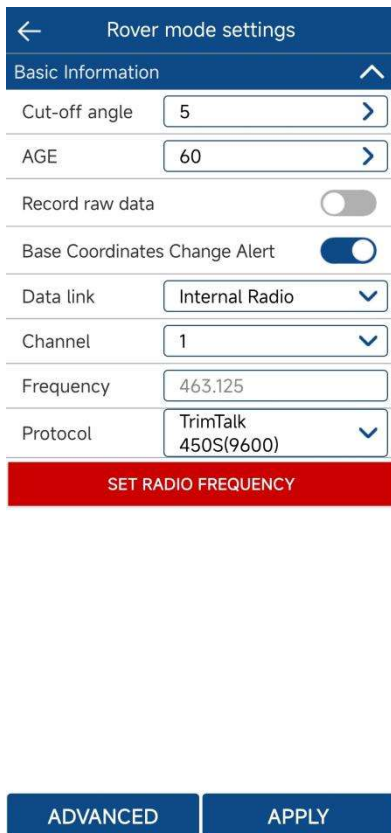 Rover mode settings
Basic Information
Cut-off angle 5
AGE 60
Record raw data
Base Coordinates Change Alert
Data link Internal Radio
Channel 1
Frequency 463.125
Protocol TrimTalk
450S(9600)
SET RADIO FREQUENCY
ADVANCED APPLY